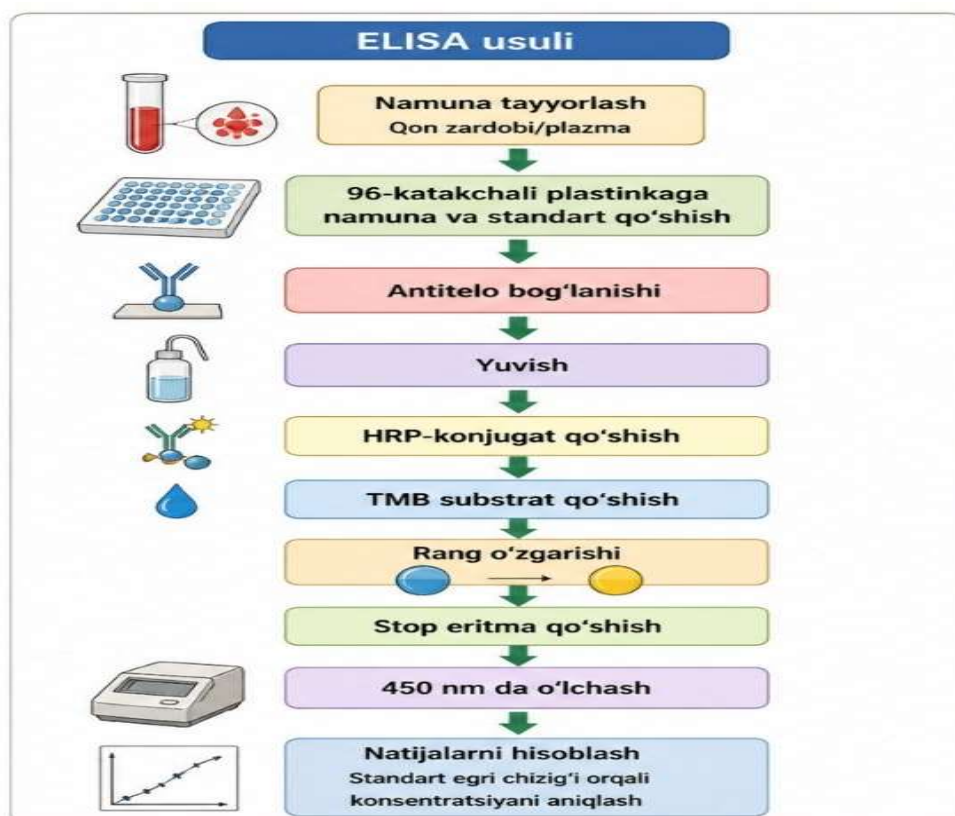 ELISA usuli
Namuna tayyorlash
Qon zardobi/plazma
96-katakchali plastinkaga
namuna va standart qo‘shish
Antitelo bog‘lanishi
Yuvish
HRP-konjugat qo‘shish
TMB substrat qo‘shish
Rang o‘zgarishi
Stop eritma qo‘shish
450 nm da o‘lchash
Natijalarni hisoblash
Standart egri chizig‘i orqali
konsentratsiyani aniqlash